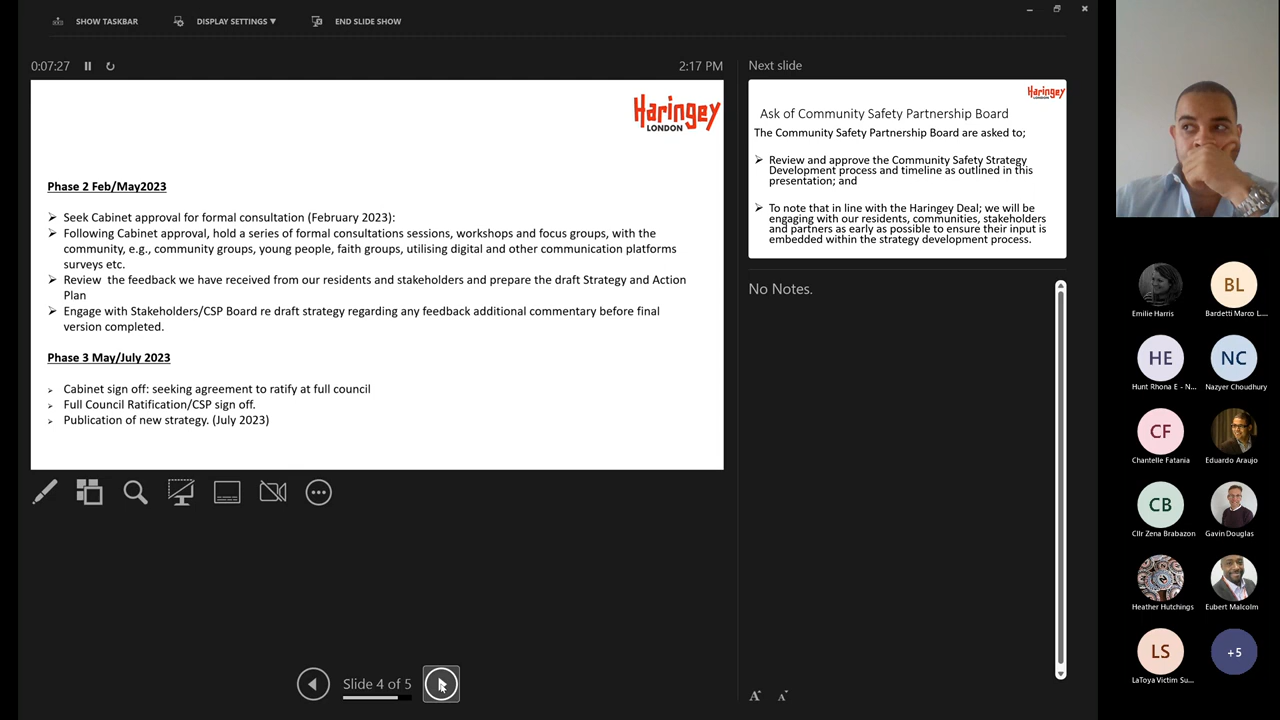 SHOW TASKBAR
DISPLAY SETTINGS ▼
END SLIDE SHOW
0:07:27
2:17 PM
Haringey
LONDON
Phase 2 Feb/May2023
Seek Cabinet approval for formal consultation (February 2023):
Following Cabinet approval, hold a series of formal consultations sessions, workshops and focus groups, with the
community, e.g., community groups, young people, faith groups, utilising digital and other communication platforms
surveys etc.
Review the feedback we have received from our residents and stakeholders and prepare the draft Strategy and Action
Plan
Engage with Stakeholders/CSP Board re draft strategy regarding any feedback additional commentary before final
version completed.
Phase 3 May/July 2023
Cabinet sign off: seeking agreement to ratify at full council
Full Council Ratification/CSP sign off.
Publication of new strategy. (July 2023)
Slide 4 of 5
Next slide
Haringey
LONDON
Ask of Community Safety Partnership Board
The Community Safety Partnership Board are asked to;
Review and approve the Community Safety Strategy
Development process and timeline as outlined in this
presentation; and
To note that in line with the Haringey Deal; we will be
engaging with our residents, communities, stakeholders
and partners as early as possible to ensure their input is
embedded within the strategy development process.
No Notes.
A
A
Emilie Harris
BL
Bardetti Marco L...
HE
Hunt Rhona E - N...
NC
Nazyer Choudhury
CF
Chantelle Fatania
Eduardo Araujo
CB
Cllr Zena Brabazon
Gavin Douglas
Heather Hutchings
Eubert Malcolm
LS
LaToya Victim Su...
+5